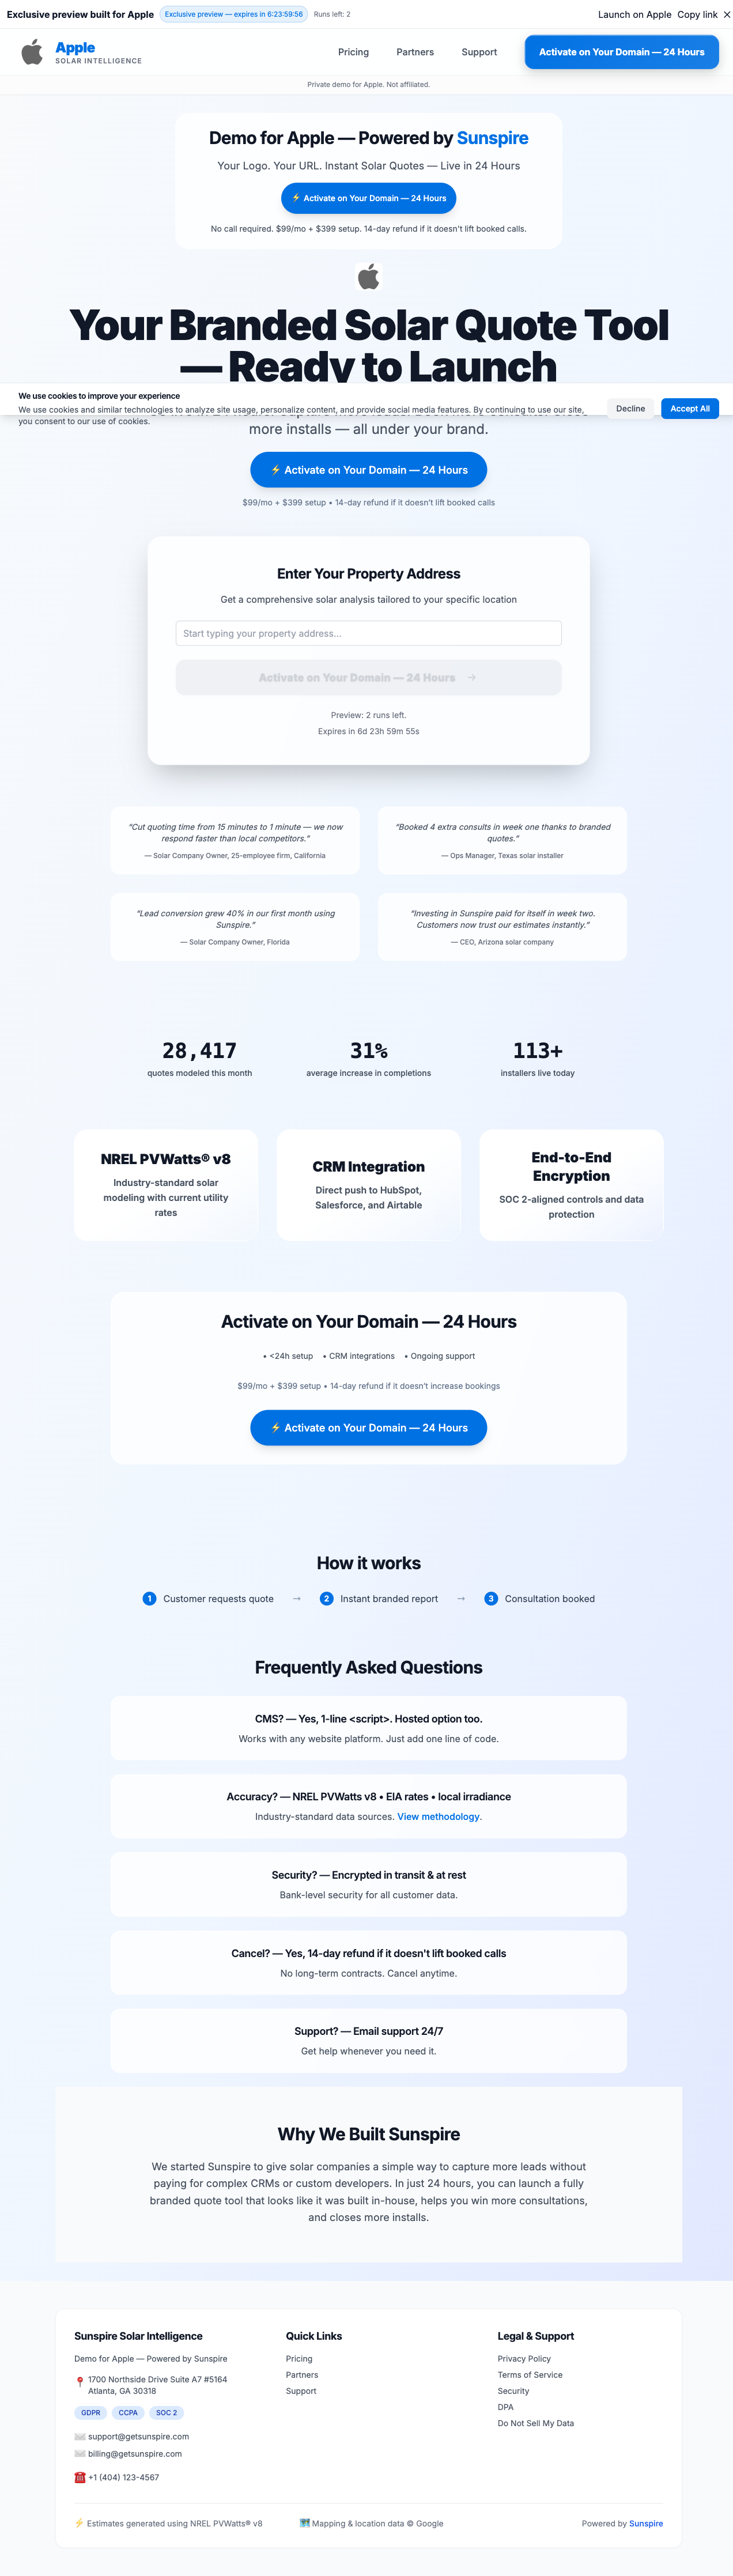 Exclusive preview built for Apple
Exclusive preview — expires in 6:23:59:56
Runs left: 2
Launch on Apple
Copy link
×
Apple
SOLAR INTELLIGENCE
Pricing
Partners
Support
Activate on Your Domain — 24 Hours
Private demo for Apple. Not affiliated.
Demo for Apple — Powered by Sunspire
Your Logo. Your URL. Instant Solar Quotes — Live in 24 Hours
⚡ Activate on Your Domain — 24 Hours
No call required. $99/mo + $399 setup. 14-day refund if it doesn't lift booked calls.
Your Branded Solar Quote Tool
— Ready to Launch
We use cookies to improve your experience
We use cookies and similar technologies to analyze site usage, personalize content, and provide social media features. By continuing to use our site,
you consent to our use of cookies.
Decline
Accept All
more installs — all under your brand.
⚡ Activate on Your Domain — 24 Hours
$99/mo + $399 setup • 14-day refund if it doesn't lift booked calls
Enter Your Property Address
Get a comprehensive solar analysis tailored to your specific location
Start typing your property address...
Activate on Your Domain — 24 Hours →
Preview: 2 runs left.
Expires in 6d 23h 59m 55s
"Cut quoting time from 15 minutes to 1 minute — we now
respond faster than local competitors."
— Solar Company Owner, 25-employee firm, California
"Booked 4 extra consults in week one thanks to branded
quotes."
— Ops Manager, Texas solar installer
"Lead conversion grew 40% in our first month using
Sunspire."
— Solar Company Owner, Florida
"Investing in Sunspire paid for itself in week two.
Customers now trust our estimates instantly."
— CEO, Arizona solar company
28,417
quotes modeled this month
31%
average increase in completions
113+
installers live today
NREL PVWatts® v8
Industry-standard solar
modeling with current utility
rates
CRM Integration
Direct push to HubSpot,
Salesforce, and Airtable
End-to-End
Encryption
SOC 2-aligned controls and data
protection
Activate on Your Domain — 24 Hours
• <24h setup
• CRM integrations
• Ongoing support
$99/mo + $399 setup • 14-day refund if it doesn't increase bookings
⚡ Activate on Your Domain — 24 Hours
How it works
1 Customer requests quote → 2 Instant branded report → 3 Consultation booked
Frequently Asked Questions
CMS? — Yes, 1-line <script>. Hosted option too.
Works with any website platform. Just add one line of code.
Accuracy? — NREL PVWatts v8 • EIA rates • local irradiance
Industry-standard data sources. View methodology.
Security? — Encrypted in transit & at rest
Bank-level security for all customer data.
Cancel? — Yes, 14-day refund if it doesn't lift booked calls
No long-term contracts. Cancel anytime.
Support? — Email support 24/7
Get help whenever you need it.
Why We Built Sunspire
We started Sunspire to give solar companies a simple way to capture more leads without
paying for complex CRMs or custom developers. In just 24 hours, you can launch a fully
branded quote tool that looks like it was built in-house, helps you win more consultations,
and closes more installs.
Sunspire Solar Intelligence
Demo for Apple — Powered by Sunspire
1700 Northside Drive Suite A7 #5164
Atlanta, GA 30318
GDPR
CCPA
SOC 2
support@getsunspire.com
billing@getsunspire.com
+1 (404) 123-4567
Quick Links
Pricing
Partners
Support
Legal & Support
Privacy Policy
Terms of Service
Security
DPA
Do Not Sell My Data
⚡ Estimates generated using NREL PVWatts® v8
Mapping & location data © Google
Powered by Sunspire